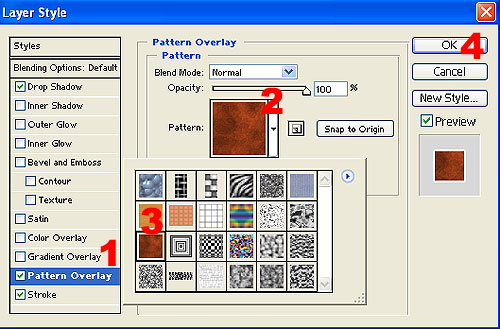 Layer Style
Styles
Blending Options: Default
Drop Shadow
Inner Shadow
Outer Glow
Inner Glow
Bevel and Emboss
Contour
Texture
Satin
Color Overlay
Gradient Overlay
1
Pattern Overlay
Stroke
Pattern Overlay
Pattern
Blend Mode: Normal
Opacity: 100 %
2
Pattern:
Snap to Origin
3
OK
4
Cancel
New Style...
Preview